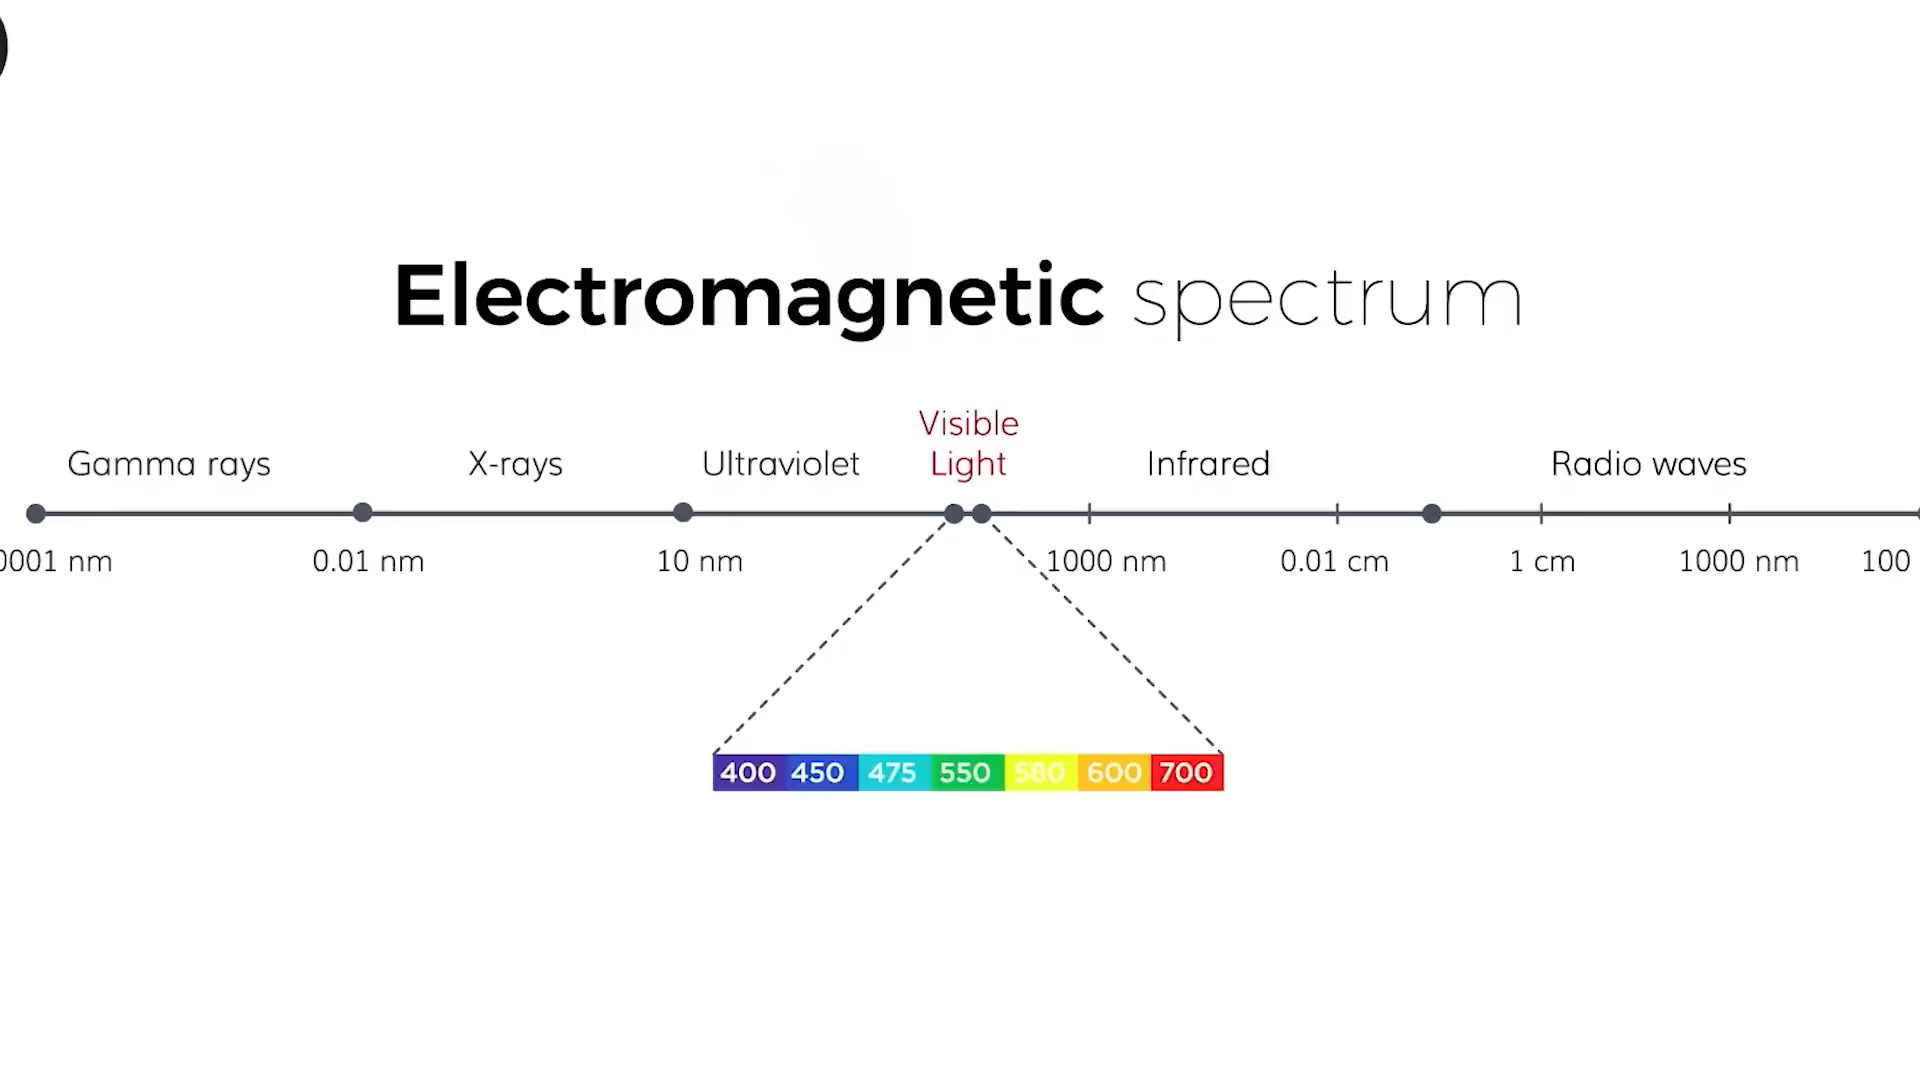 Electromagnetic spectrum
Visible
Light
Gamma rays X-rays Ultraviolet Infrared Radio waves
0001 nm 0.01 nm 10 nm 1000 nm 0.01 cm 1 cm 1000 nm 100
400 450 475 550 580 600 700